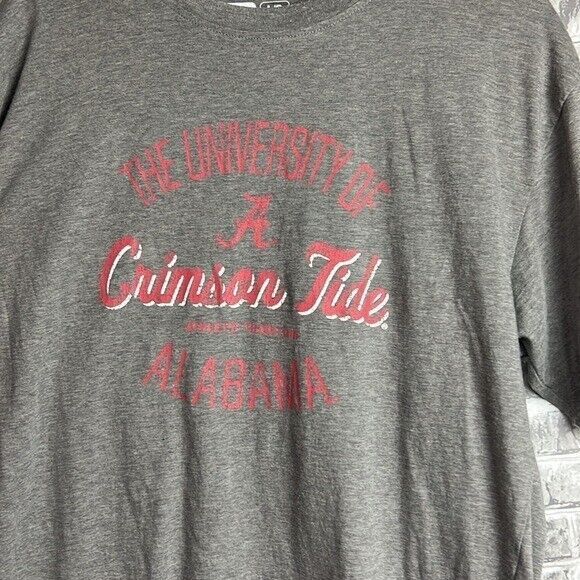 THE UNIVERSITY OF
A
Crimson Tide®
ALABAMA